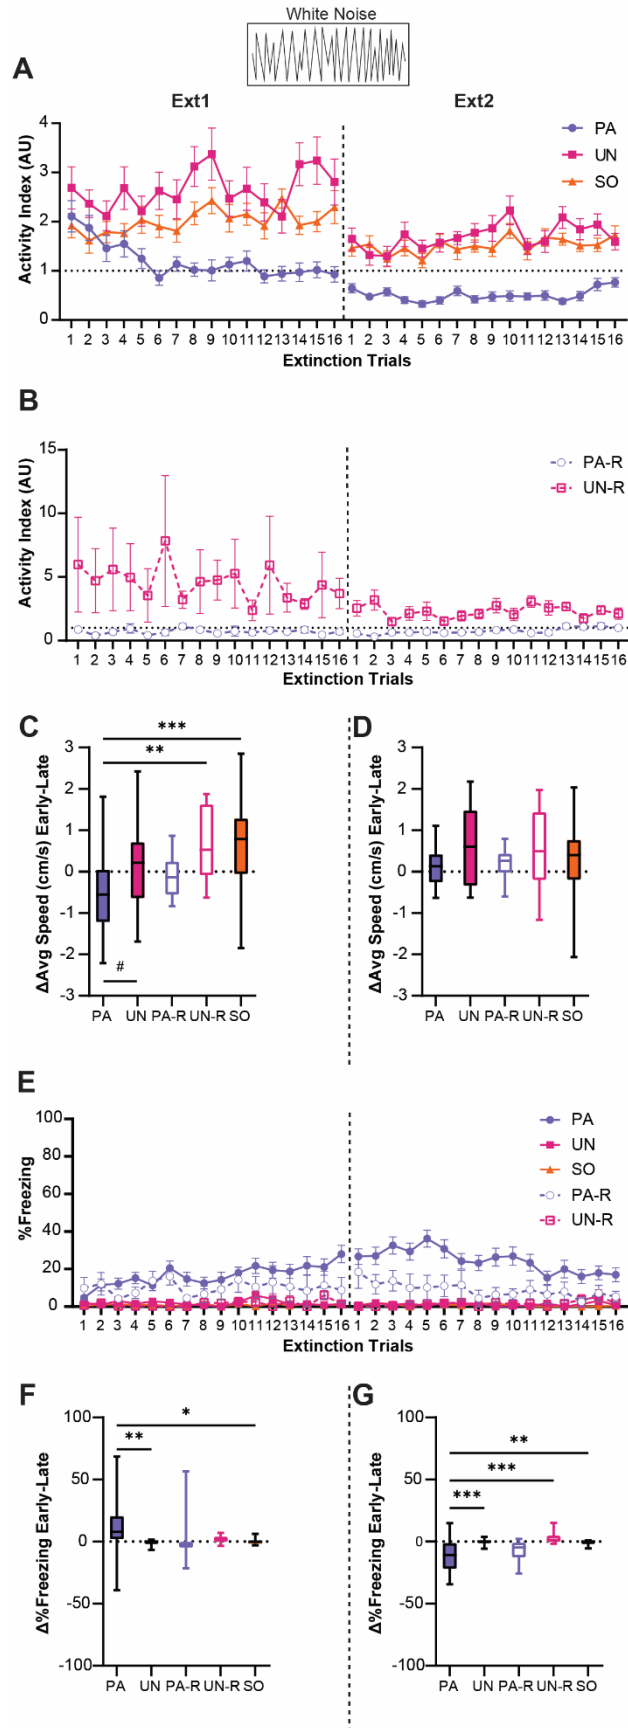 White Noise
A
Ext1
Ext2
4
3
2
1
0
Activity Index (AU)
PA
UN
SO
1 2 3 4 5 6 7 8 9 10 11 12 13 14 15 16 1 2 3 4 5 6 7 8 9 10 11 12 13 14 15 16
Extinction Trials
B
15
10
5
0
Activity Index (AU)
PA-R
UN-R
1 2 3 4 5 6 7 8 9 10 11 12 13 14 15 16 1 2 3 4 5 6 7 8 9 10 11 12 13 14 15 16
Extinction Trials
C
***
**
3
2
1
0
-1
-2
-3
ΔAvg Speed (cm/s) Early-Late
#
PA UN PA-R UN-R SO
D
3
2
1
0
-1
-2
-3
ΔAvg Speed (cm/s) Early-Late
PA UN PA-R UN-R SO
E
100
80
60
40
20
0
%Freezing
PA
UN
SO
PA-R
UN-R
1 2 3 4 5 6 7 8 9 10 11 12 13 14 15 16 1 2 3 4 5 6 7 8 9 10 11 12 13 14 15 16
Extinction Trials
F
100
50
0
-50
-100
Δ%Freezing Early-Late
*
**
PA UN PA-R UN-R SO
G
100
50
0
-50
-100
Δ%Freezing Early-Late
**
***
***
PA UN PA-R UN-R SO